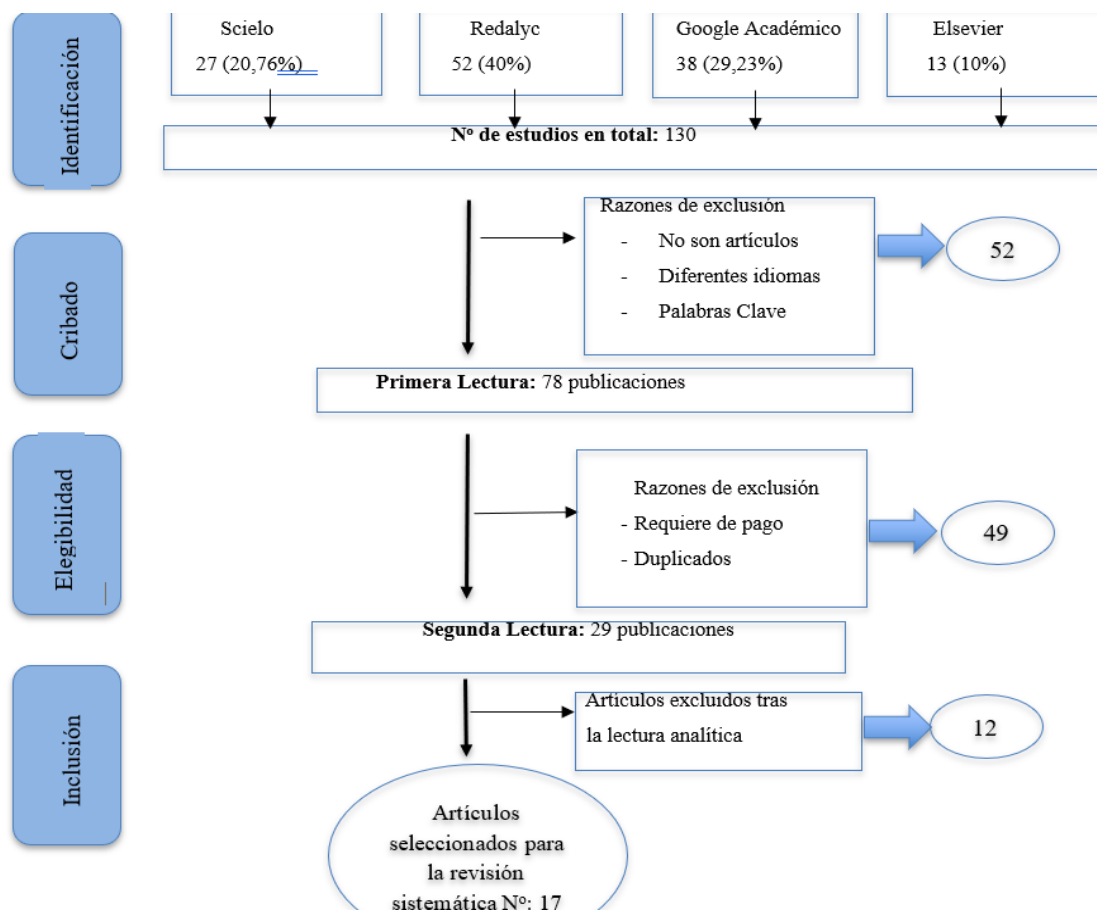 Identificación
Scielo
27 (20,76%)
Redalyc
52 (40%)
Google Académico
38 (29,23%)
Elsevier
13 (10%)
Nº de estudios en total: 130
Cribado
Razones de exclusión
- No son artículos
- Diferentes idiomas
- Palabras Clave
52
Primera Lectura: 78 publicaciones
Elegibilidad
Razones de exclusión
- Requiere de pago
- Duplicados
49
Segunda Lectura: 29 publicaciones
Inclusión
Artículos excluidos tras
la lectura analítica
12
Artículos
seleccionados para
la revisión
sistemática Nº: 17